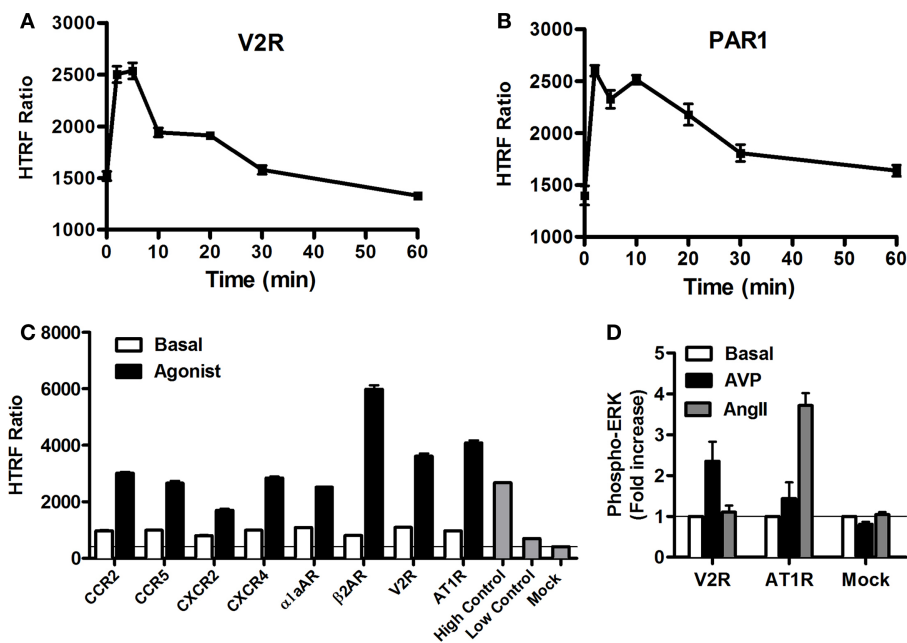 A
V2R
HTRF Ratio
3000
2500
2000
1500
1000
0 10 20 30 40 50 60
Time (min)
B
PAR1
HTRF Ratio
3000
2500
2000
1500
1000
0 10 20 30 40 50 60
Time (min)
C
Basal
Agonist
HTRF Ratio
8000
6000
4000
2000
0
CCR2 CCR5 CXCR2 CXCR4 α1aAR β2AR V2R AT1R High Control Low Control Mock
D
Basal
AVP
AngII
Phospho-ERK
(Fold increase)
5
4
3
2
1
0
V2R AT1R Mock